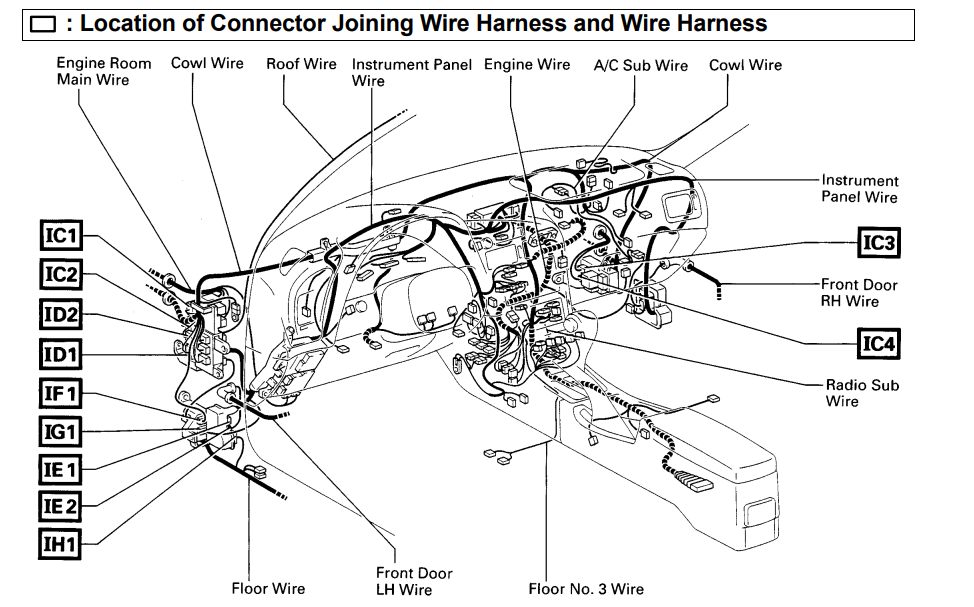 : Location of Connector Joining Wire Harness and Wire Harness
Engine Room
Main Wire
Cowl Wire
Roof Wire
Instrument Panel
Wire
Engine Wire
A/C Sub Wire
Cowl Wire
Instrument
Panel Wire
IC1
IC2
ID2
ID1
IF1
IG1
IE1
IE2
IH1
IC3
Front Door
RH Wire
IC4
Radio Sub
Wire
Floor Wire
Front Door
LH Wire
Floor No. 3 Wire